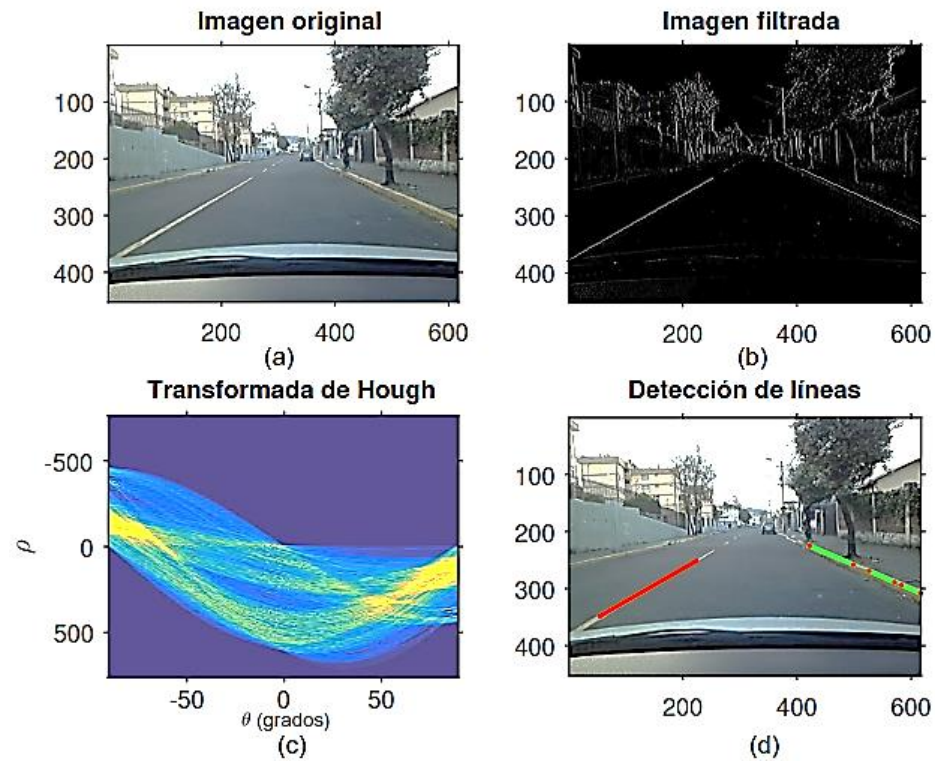 Imagen original
100
200
300
400
200 400 600
(a)
Imagen filtrada
100
200
300
400
200 400 600
(b)
Transformada de Hough
-500
0
500
ρ
-50 0 50
θ (grados)
(c)
Detección de líneas
100
200
300
400
200 400 600
(d)